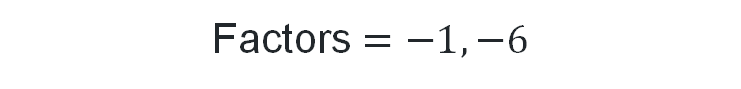 Factors = −1, −6